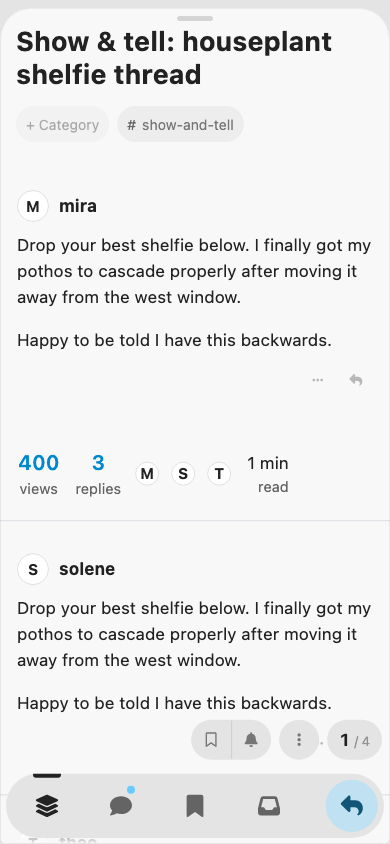 Show & tell: houseplant
shelfie thread
+ Category
# show-and-tell
M mira
Drop your best shelfie below. I finally got my
pothos to cascade properly after moving it
away from the west window.
Happy to be told I have this backwards.
400 3 M S T 1 min
views replies read
S solene
Drop your best shelfie below. I finally got my
pothos to cascade properly after moving it
away from the west window.
Happy to be told I have this backwards.
1 / 4